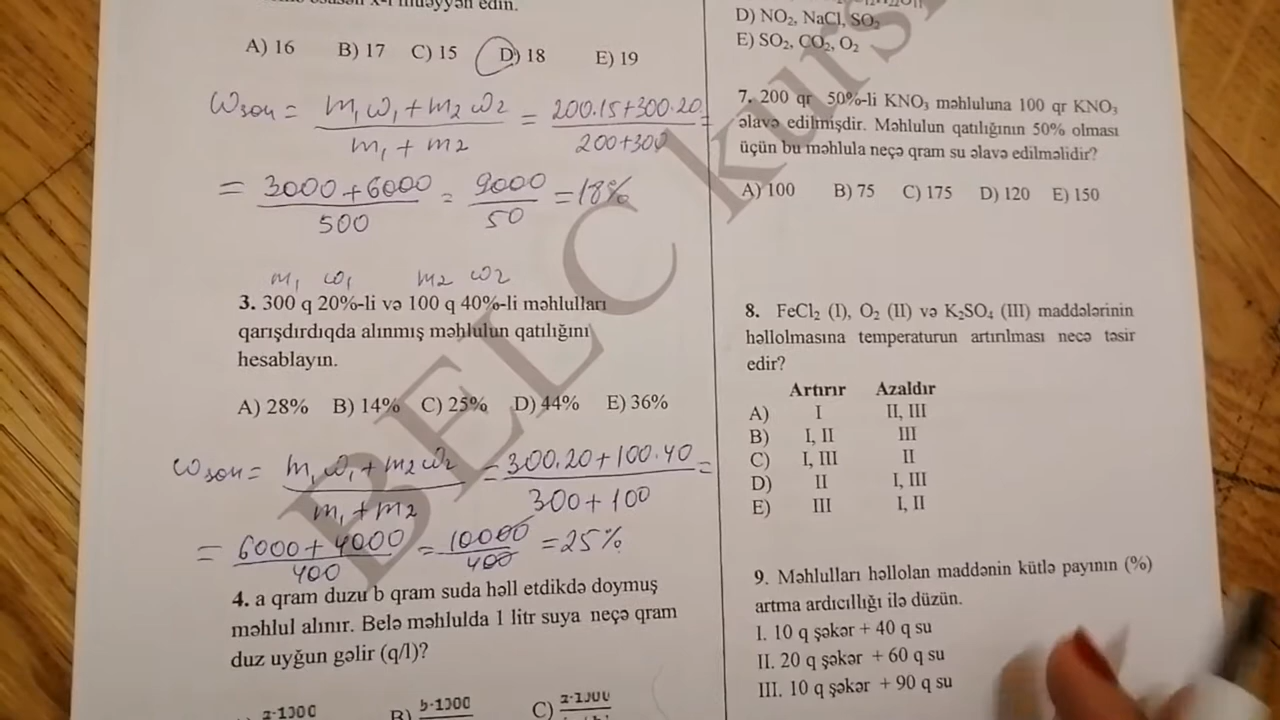 müəyyən edin.
A) 16 B) 17 C) 15 D) 18 E) 19
ω son = m₁ω₁+m₂ω₂ / m₁+m₂ = 200.15+300.20 / 200+300 =
= 3000+6000 / 500 = 9000 / 50 = 18%
m₁ ω₁ m₂ ω₂
3. 300 q 20%-li və 100 q 40%-li məhlulları
qarışdırdıqda alınmış məhlulun qatılığını
hesablayın.
A) 28% B) 14% C) 25% D) 44% E) 36%
ω son = m₁ω₁+m₂ω₂ / m₁+m₂ = 300.20+100.40 / 300+100 =
= 6000+4000 / 400 = 10000 / 400 = 25%
4. a qram duzu b qram suda həll etdikdə doymuş
məhlul alınır. Belə məhlulda 1 litr suya neçə qram
duz uyğun gəlir (q/l)?
a·1000 B) b·1000 C) a·1000
D) NO₂, NaCl, SO₂
E) SO₂, CO₂, O₂
7. 200 qr 50%-li KNO₃ məhluluna 100 qr KNO₃
əlavə edilmişdir. Məhlulun qatılığının 50% olması
üçün bu məhlula neçə qram su əlavə edilməlidir?
A) 100 B) 75 C) 175 D) 120 E) 150
8. FeCl₂ (I), O₂ (II) və K₂SO₄ (III) maddələrinin
həllolmasına temperaturun artırılması necə təsir
edir?
Artırır Azaldır
A) I II, III
B) I, II III
C) I, III II
D) II I, III
E) III I, II
9. Məhlulları həllolan maddənin kütlə payının (%)
artma ardıcıllığı ilə düzün.
I. 10 q şəkər + 40 q su
II. 20 q şəkər + 60 q su
III. 10 q şəkər + 90 q su
BELC kurs